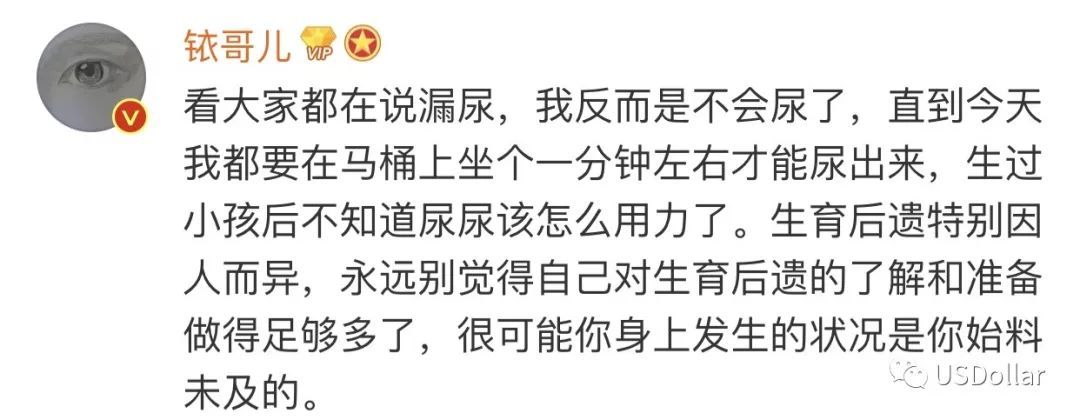 铱哥儿 VIP
V
看大家都在说漏尿，我反而是不会尿了，直到今天
我都要在马桶上坐个一分钟左右才能尿出来，生过
小孩后不知道尿尿该怎么用力了。生育后遗特别因
人而异，永远别觉得自己对生育后遗的了解和准备
做得足够多了，很可能你身上发生的状况是你始料
未及的。
USDollar